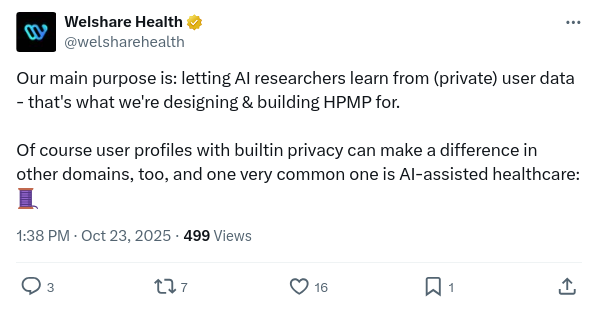 Welshare Health
@welsharehealth
Our main purpose is: letting AI researchers learn from (private) user data
- that's what we're designing & building HPMP for.
Of course user profiles with builtin privacy can make a difference in
other domains, too, and one very common one is AI-assisted healthcare:
🧵
1:38 PM · Oct 23, 2025 · 499 Views
3 7 16 1